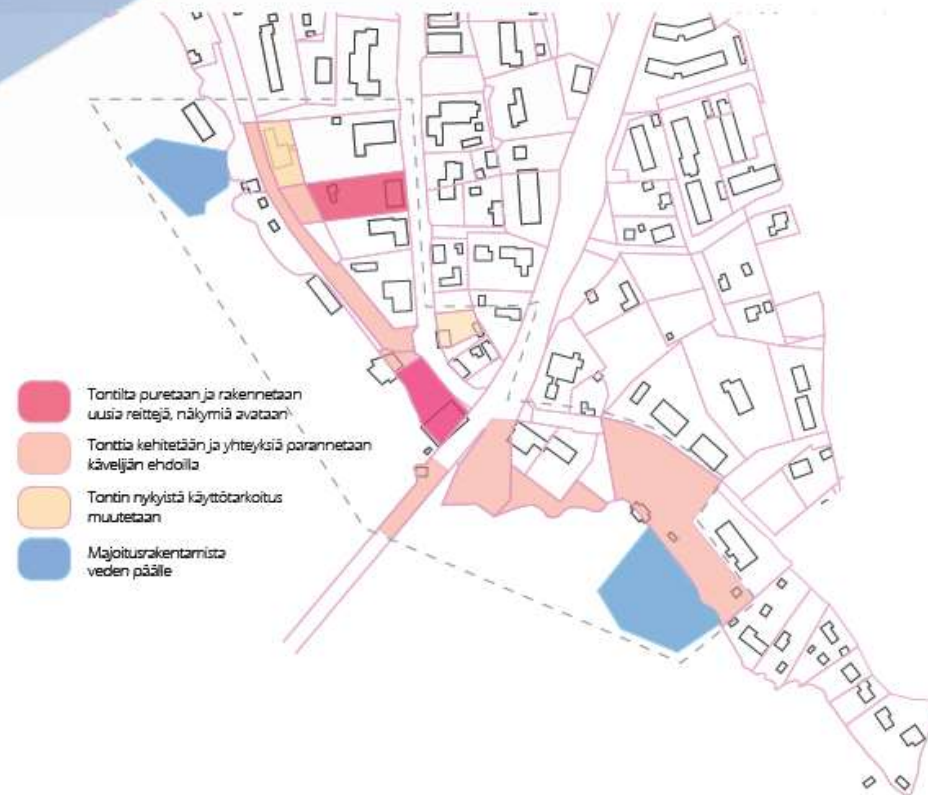 Tontilta puretaan ja rakennetaan
uusia reittejä, näkymiä avataan
Tonttia kehitetään ja yhteyksiä parannetaan
kävelijän ehdoilla
Tontin nykyistä käyttötarkoitus
muutetaan
Majoitusrakentamista
veden päälle